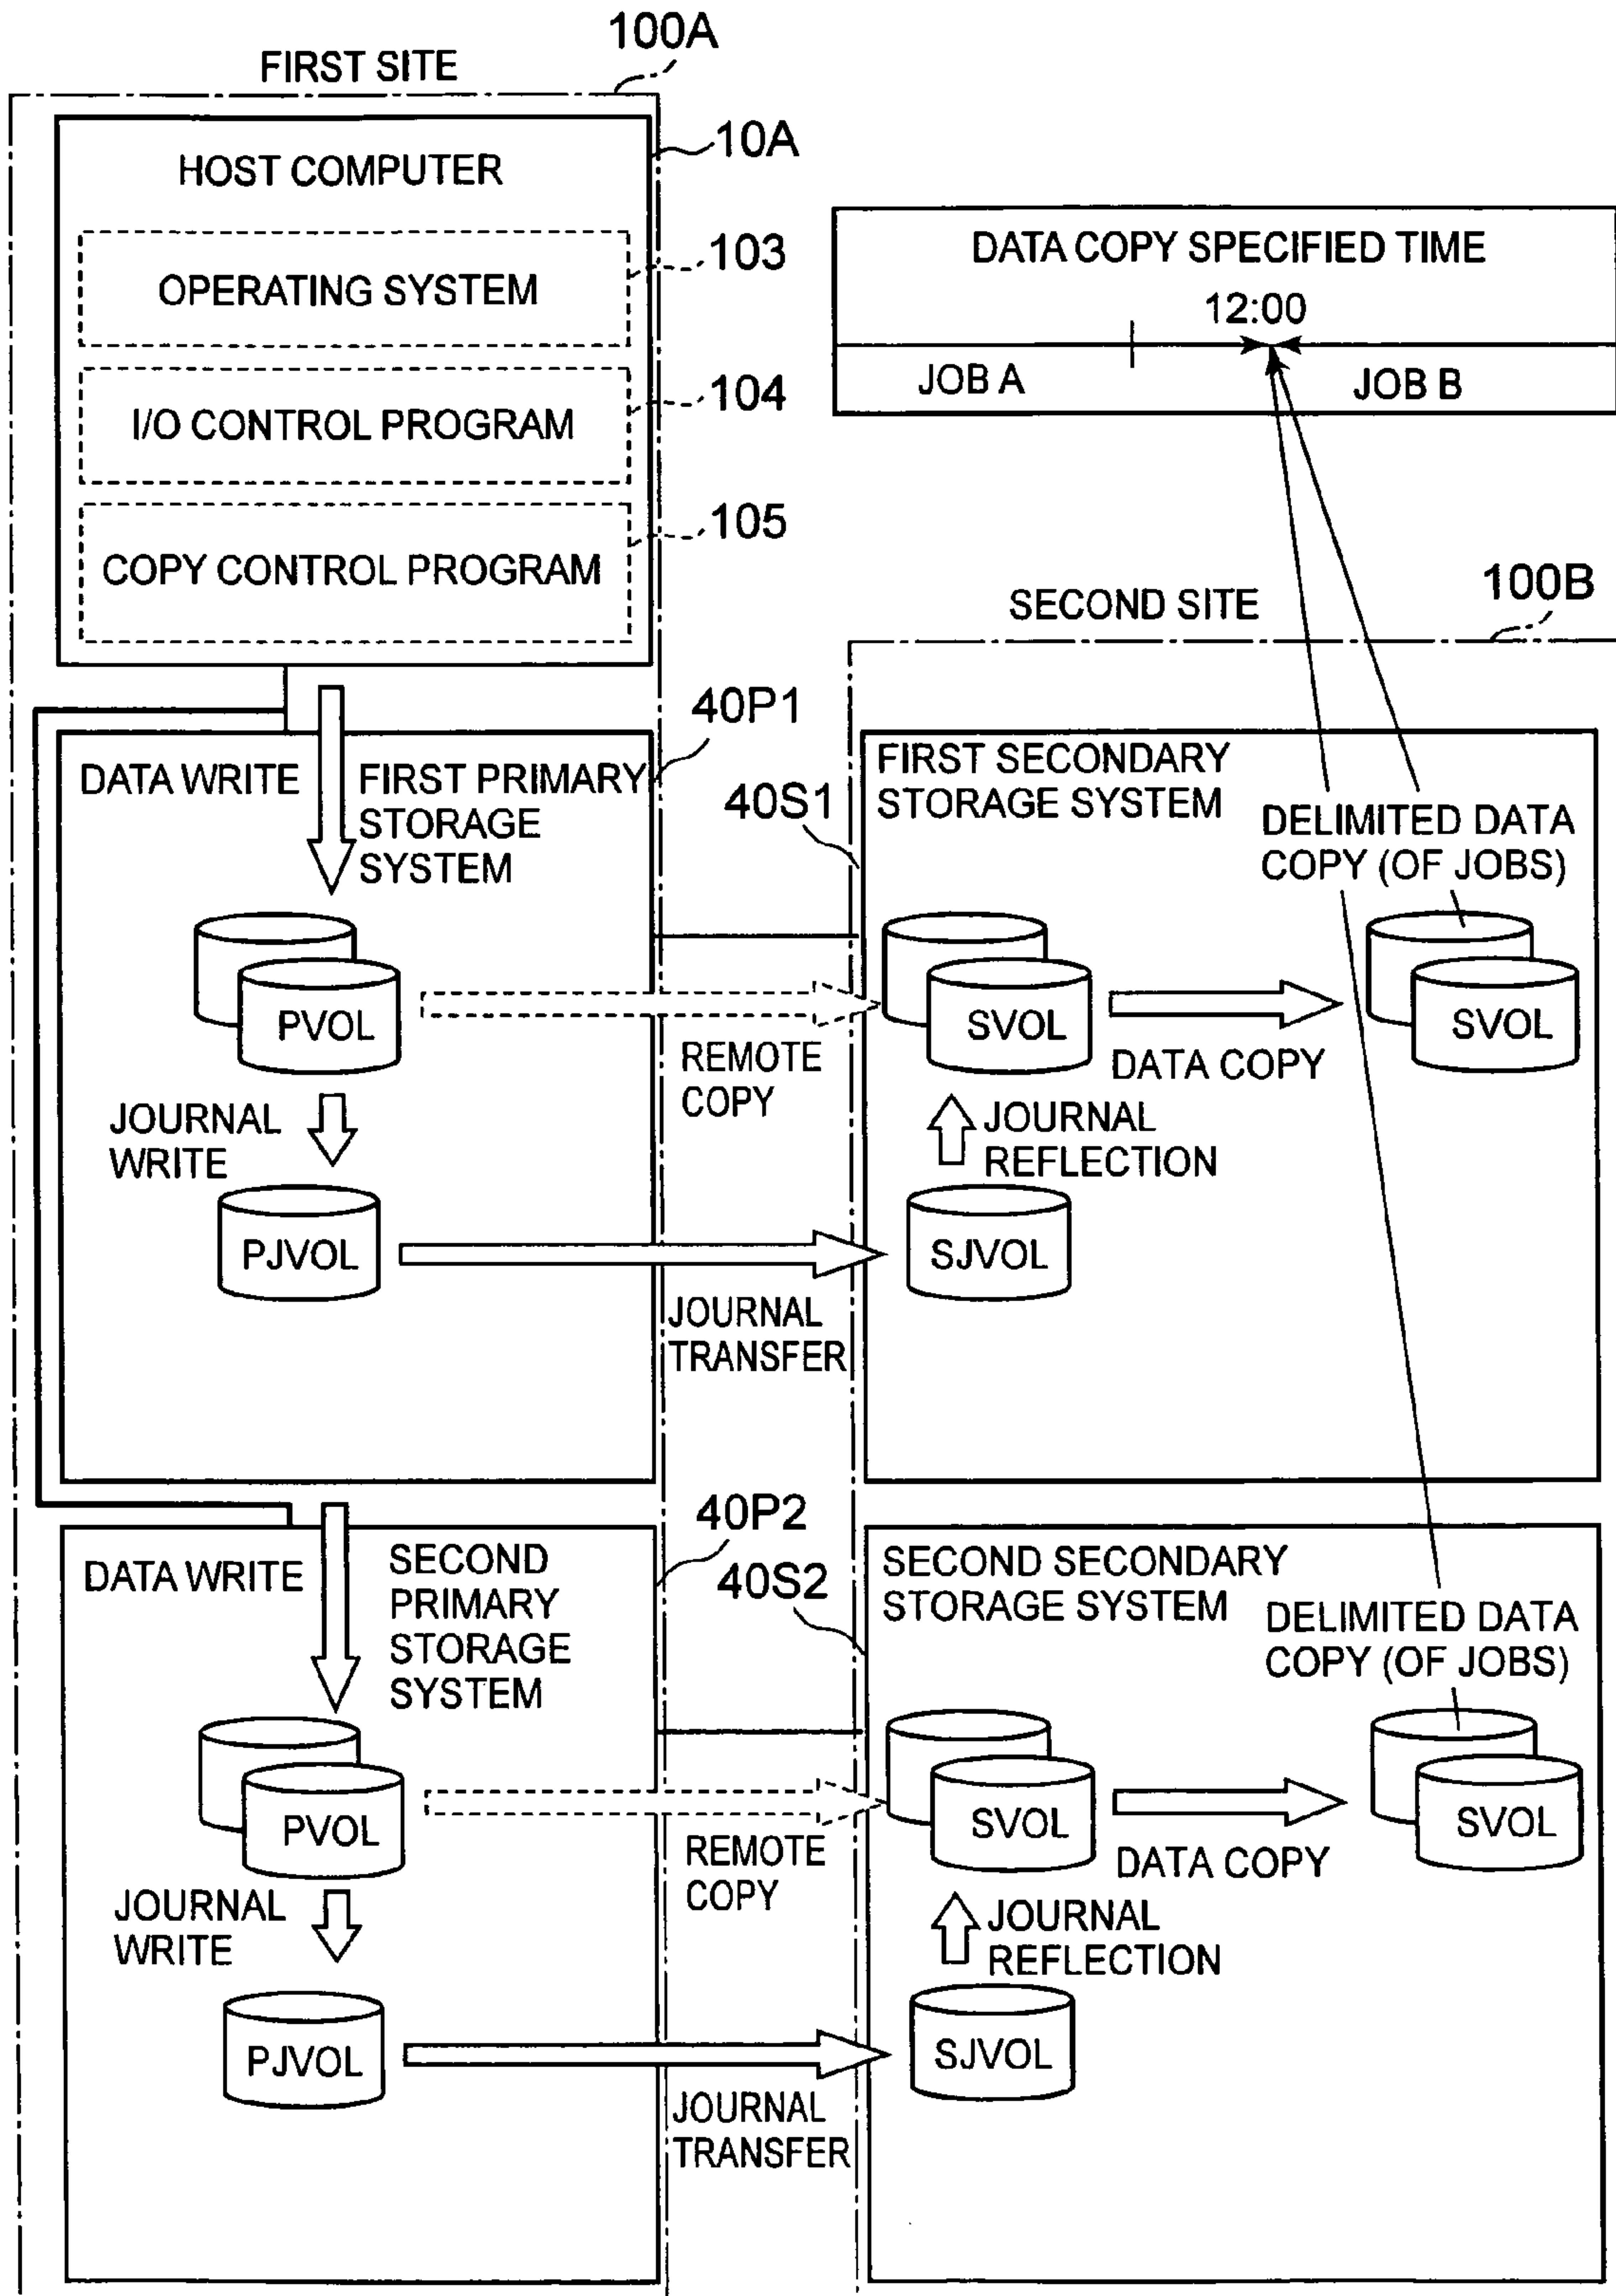 100A
FIRST SITE
10A
HOST COMPUTER
103
OPERATING SYSTEM
104
I/O CONTROL PROGRAM
105
COPY CONTROL PROGRAM
DATA COPY SPECIFIED TIME
12:00
JOB A
JOB B
SECOND SITE
100B
40P1
DATA WRITE
FIRST PRIMARY
STORAGE
SYSTEM
PVOL
JOURNAL
WRITE
PJVOL
REMOTE
COPY
JOURNAL
TRANSFER
40S1
FIRST SECONDARY
STORAGE SYSTEM
DELIMITED DATA
COPY (OF JOBS)
SVOL
DATA COPY
SVOL
JOURNAL
REFLECTION
SJVOL
40P2
DATA WRITE
SECOND
PRIMARY
STORAGE
SYSTEM
PVOL
JOURNAL
WRITE
PJVOL
REMOTE
COPY
JOURNAL
TRANSFER
40S2
SECOND SECONDARY
STORAGE SYSTEM
DELIMITED DATA
COPY (OF JOBS)
SVOL
DATA COPY
SVOL
JOURNAL
REFLECTION
SJVOL